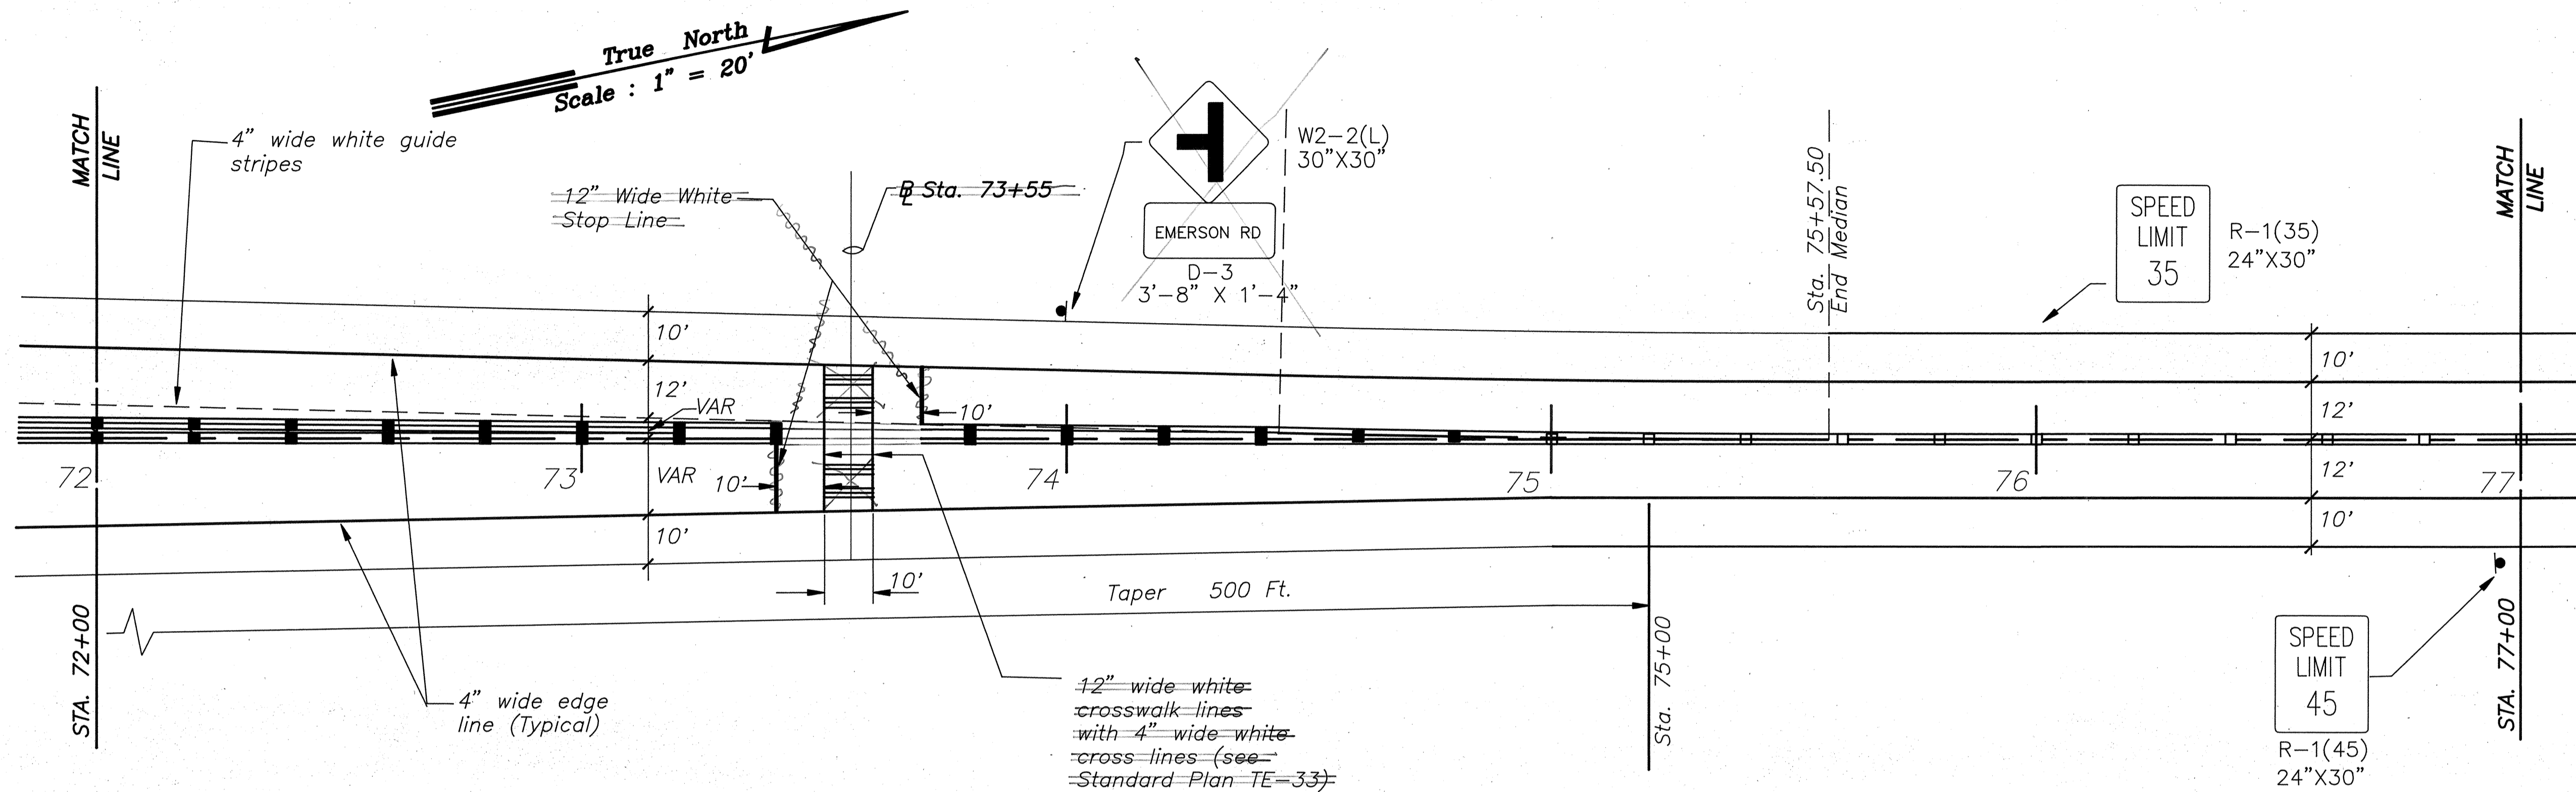 True North
Scale : 1" = 20'
MATCH
LINE
4" wide white guide
stripes
12" Wide White
Stop Line
℄ Sta. 73+55
W2-2(L)
30"X30"
EMERSON RD
D-3
3'-8" X 1'-4"
Sta. 75+57.50
End Median
SPEED
LIMIT
35
R-1(35)
24"X30"
MATCH
LINE
10'
12'
VAR
VAR
10'
10'
10'
10'
10'
12'
12'
10'
72
73
74
75
76
77
Taper 500 Ft.
STA. 72+00
4" wide edge
line (Typical)
12" wide white
crosswalk lines
with 4" wide white
cross lines (see
Standard Plan TE-33)
Sta. 75+00
SPEED
LIMIT
45
R-1(45)
24"X30"
STA. 77+00